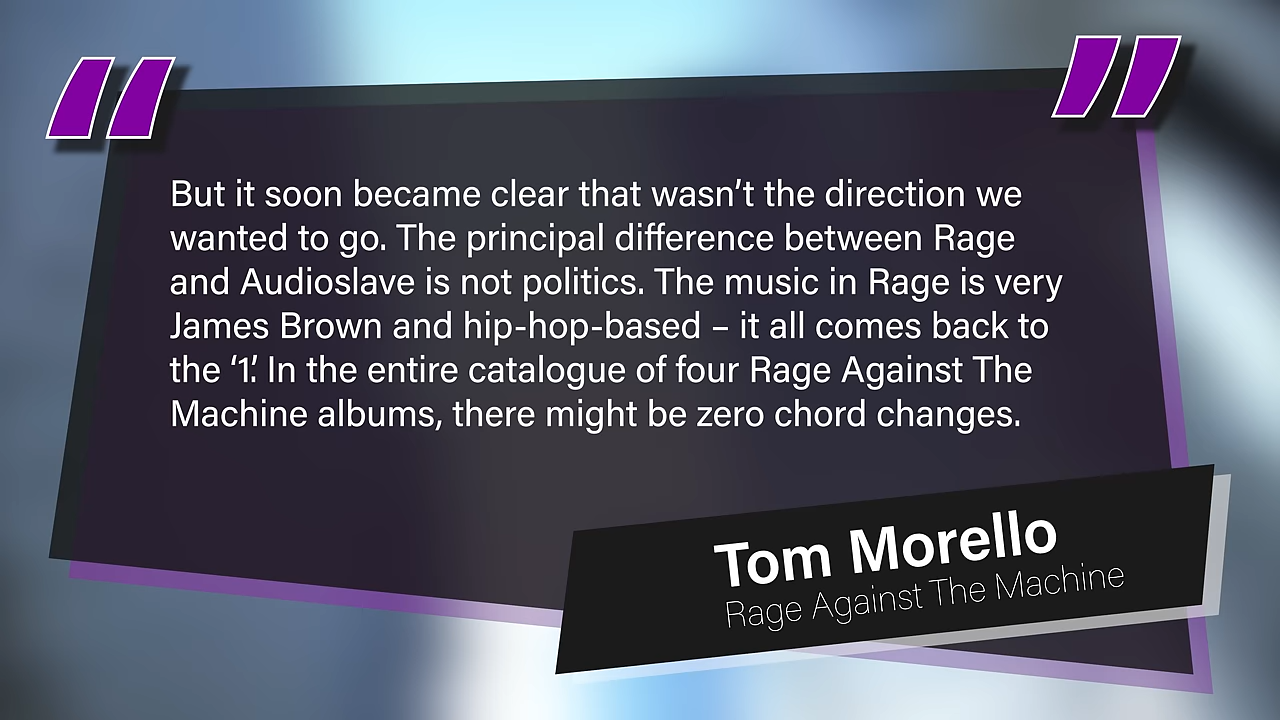 But it soon became clear that wasn’t the direction we
wanted to go. The principal difference between Rage
and Audioslave is not politics. The music in Rage is very
James Brown and hip-hop-based – it all comes back to
the ‘1’. In the entire catalogue of four Rage Against The
Machine albums, there might be zero chord changes.
Tom Morello
Rage Against The Machine